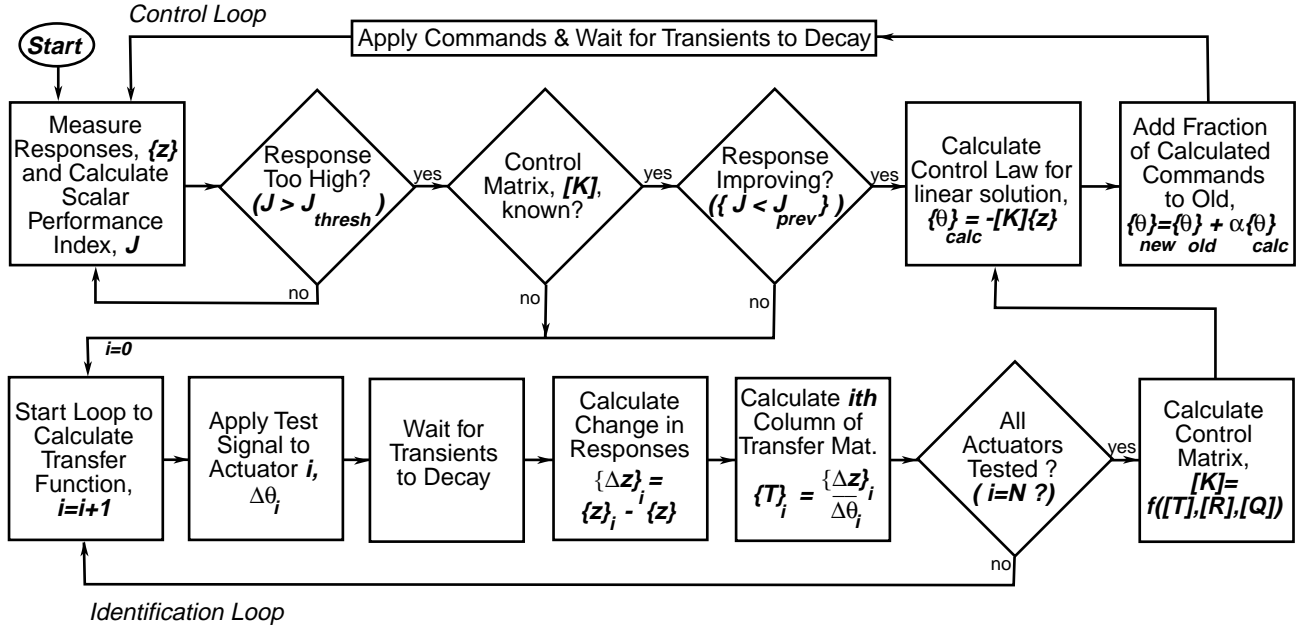 Control Loop
Start
Apply Commands & Wait for Transients to Decay
Measure
Responses, {z}
and Calculate
Scalar
Performance
Index, J
Response
Too High?
(J > J thresh )
yes
no
Control
Matrix, [K],
known?
yes
no
Response
Improving?
({ J < J prev } )
yes
no
Calculate
Control Law for
linear solution,
{θ} calc = -[K]{z}
Add Fraction
of Calculated
Commands
to Old,
{θ} new ={θ} old + α{θ} calc
i=0
Start Loop to
Calculate
Transfer
Function,
i=i+1
Apply Test
Signal to
Actuator i,
Δθi
Wait for
Transients
to Decay
Calculate
Change in
Responses
{Δz}i =
{z}i - {z}
Calculate ith
Column of
Transfer Mat.
{T}i = {Δz}i
Δθi
All
Actuators
Tested ?
( i=N ?)
yes
no
Calculate
Control
Matrix,
[K]=
f([T],[R],[Q])
Identification Loop